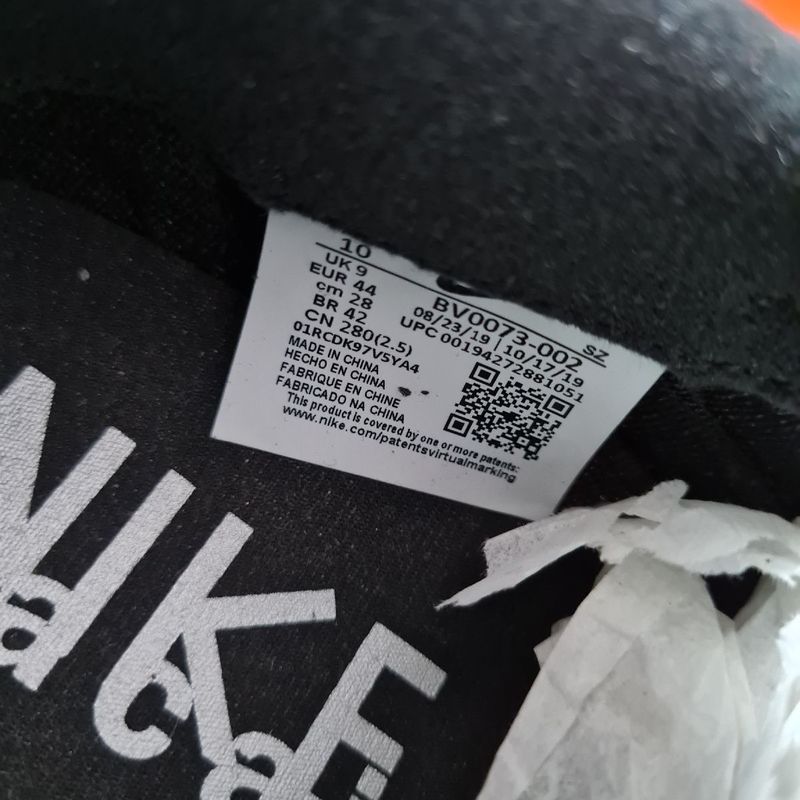 10
UK 9
EUR 44
cm 28
BR 42
CN 280(2.5)
01RCDK97V5YA4
BV0073-002 SZ
08/23/19 | 10/17/19
UPC 00194272881051
MADE IN CHINA
HECHO EN CHINA
FABRIQUE EN CHINE
FABRICADO NA CHINA
This product is covered by one or more patents:
www.nike.com/patentsvirtualmarking
NIKE
sacai